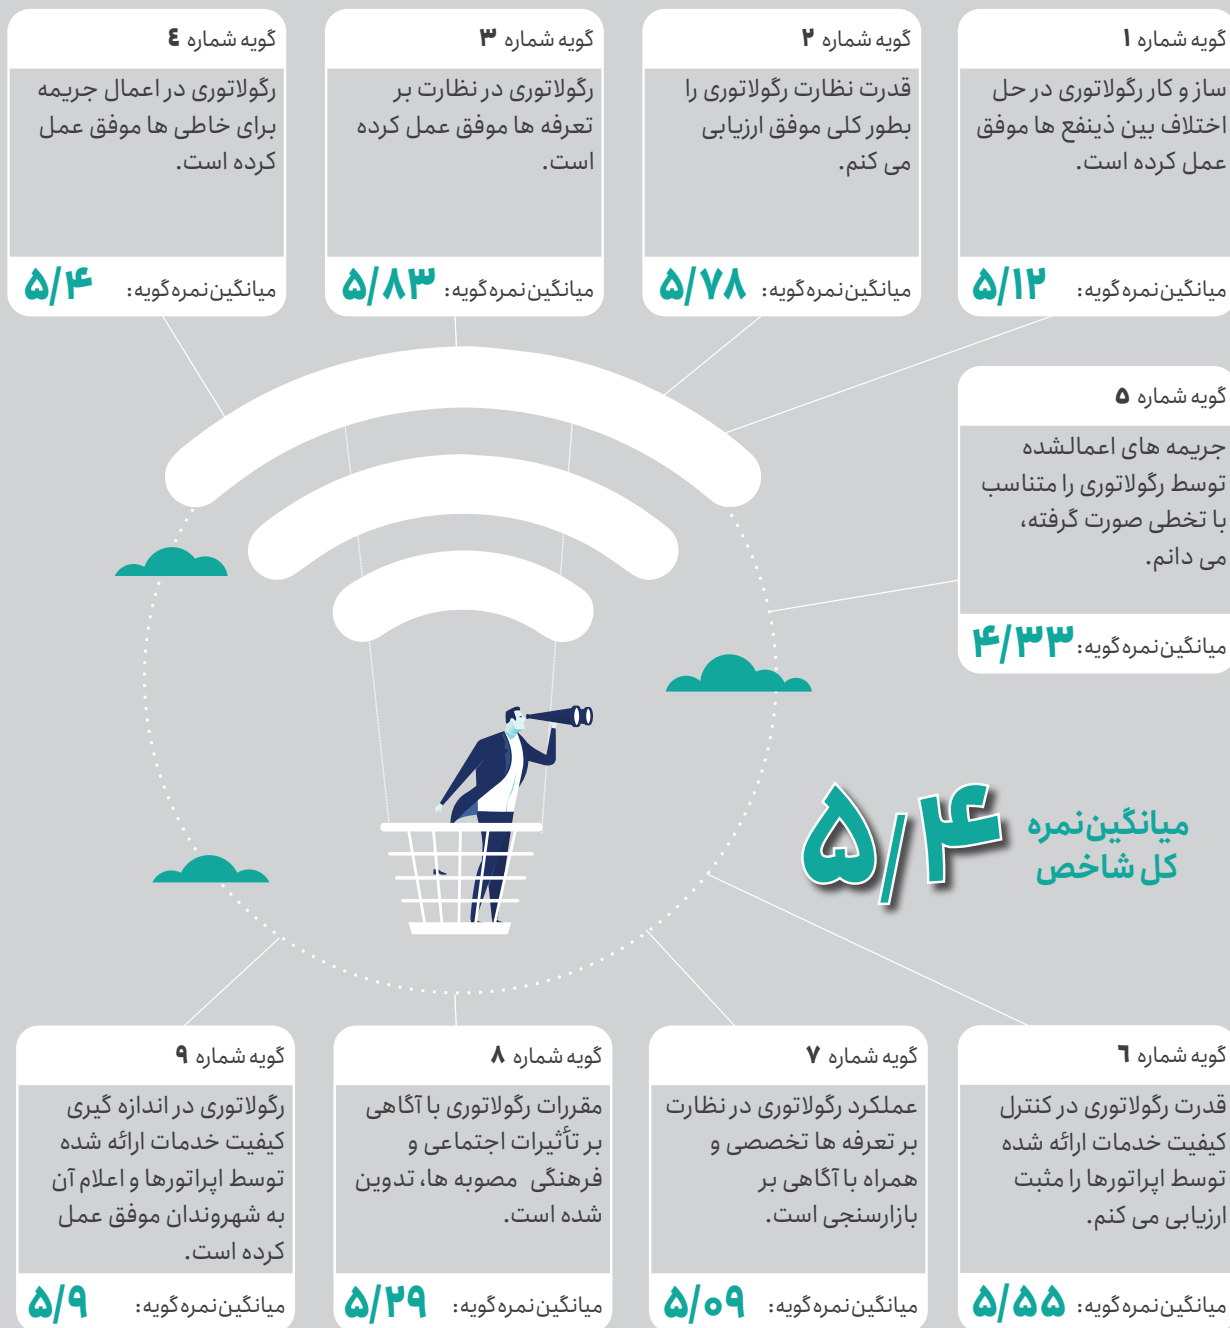 گویه شماره ۱
ساز و کار رگولاتوری در حل
اختلاف بین ذینفع ها موفق
عمل کرده است.
میانگین نمره گویه: ۵/۱۲
گویه شماره ۲
قدرت نظارت رگولاتوری را
بطور کلی موفق ارزیابی
می کنم.
میانگین نمره گویه: ۵/۷۸
گویه شماره ۳
رگولاتوری در نظارت بر
تعرفه ها موفق عمل کرده
است.
میانگین نمره گویه: ۵/۸۳
گویه شماره ٤
رگولاتوری در اعمال جریمه
برای خاطی ها موفق عمل
کرده است.
میانگین نمره گویه: ۵/۴
گویه شماره ۵
جریمه های اعمالشده
توسط رگولاتوری را متناسب
با تخطی صورت گرفته،
می دانم.
میانگین نمره گویه: ۴/۳۳
میانگین نمره
کل شاخص
۵/۴
گویه شماره ٦
قدرت رگولاتوری در کنترل
کیفیت خدمات ارائه شده
توسط اپراتورها را مثبت
ارزیابی می کنم.
میانگین نمره گویه: ۵/۵۵
گویه شماره ۷
عملکرد رگولاتوری در نظارت
بر تعرفه ها تخصصی و
همراه با آگاهی بر
بازارسنجی است.
میانگین نمره گویه: ۵/۰۹
گویه شماره ۸
مقررات رگولاتوری با آگاهی
بر تأثیرات اجتماعی و
فرهنگی مصوبه ها، تدوین
شده است.
میانگین نمره گویه: ۵/۲۹
گویه شماره ۹
رگولاتوری در اندازه گیری
کیفیت خدمات ارائه شده
توسط اپراتورها و اعلام آن
به شهروندان موفق عمل
کرده است.
میانگین نمره گویه: ۵/۹